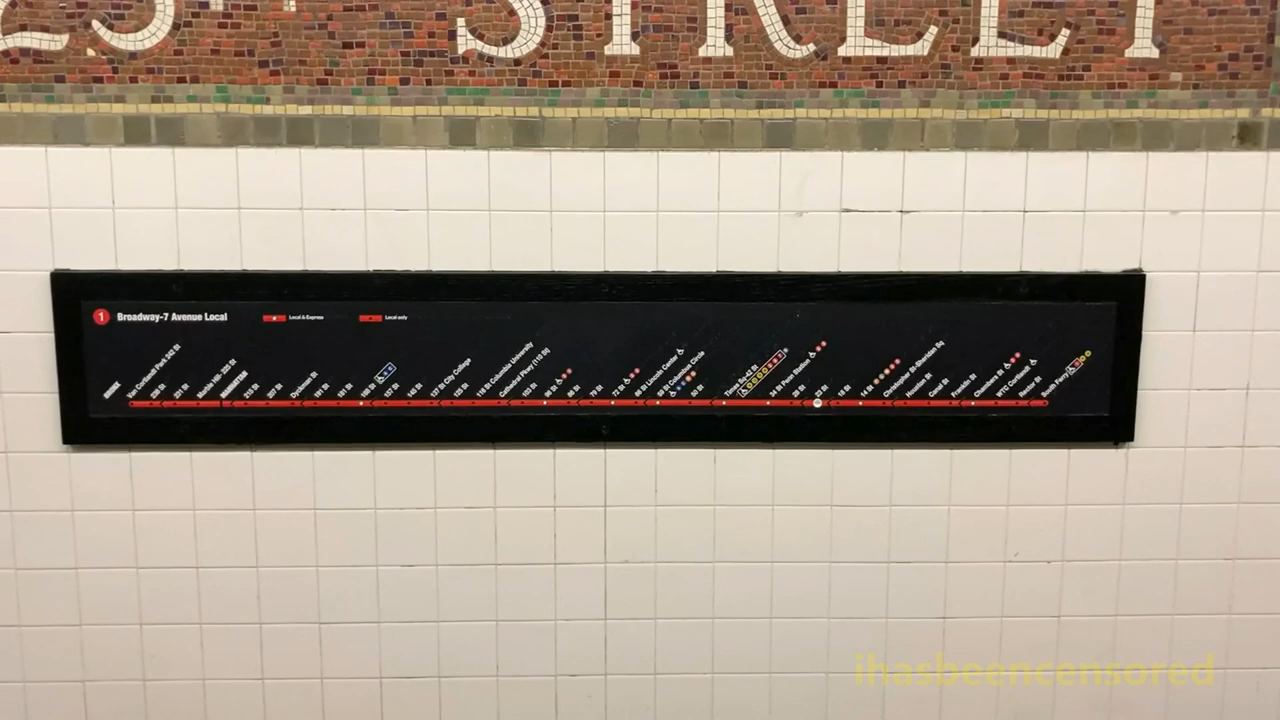 23rd STREET
1 Broadway-7 Avenue Local
Local & Express
Local only
BRONX
Van Cortlandt Park 242 St
238 St
231 St
Marble Hill- 225 St
MANHATTAN
215 St
207 St
Dyckman St
191 St
181 St
168 St
157 St
145 St
137 St City College
125 St
116 St Columbia University
Cathedral Pkwy (110 St)
103 St
96 St
86 St
79 St
72 St
66 St Lincoln Center
59 St Columbus Circle
50 St
Times Sq-42 St
34 St Penn Station
28 St
23 St
18 St
14 St
Christopher St-Sheridan Sq
Houston St
Canal St
Franklin St
Chambers St
WTC Cortlandt
Rector St
South Ferry
ihasbeencensored